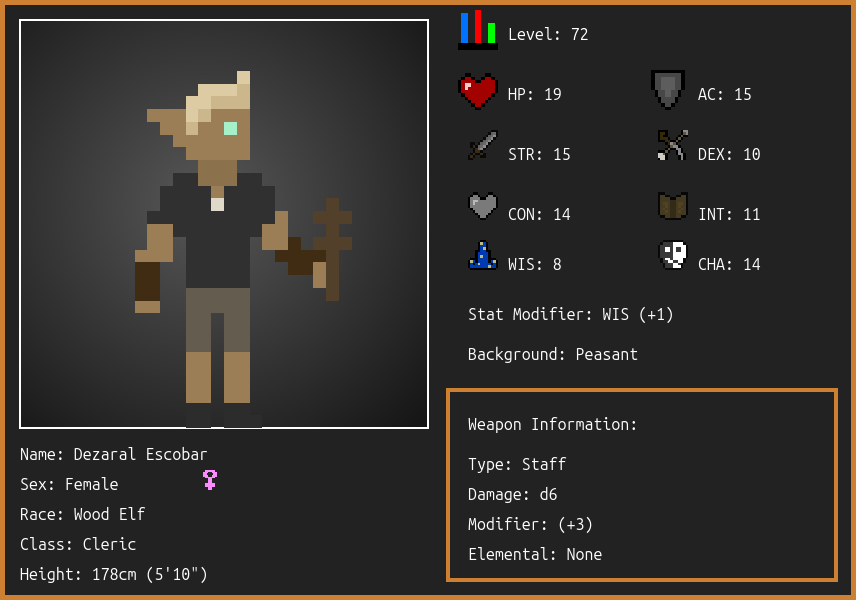 Level: 72
HP: 19
AC: 15
STR: 15
DEX: 10
CON: 14
INT: 11
WIS: 8
CHA: 14
Stat Modifier: WIS (+1)
Background: Peasant
Weapon Information:
Type: Staff
Damage: d6
Modifier: (+3)
Elemental: None
Name: Dezaral Escobar
Sex: Female
Race: Wood Elf
Class: Cleric
Height: 178cm (5'10")